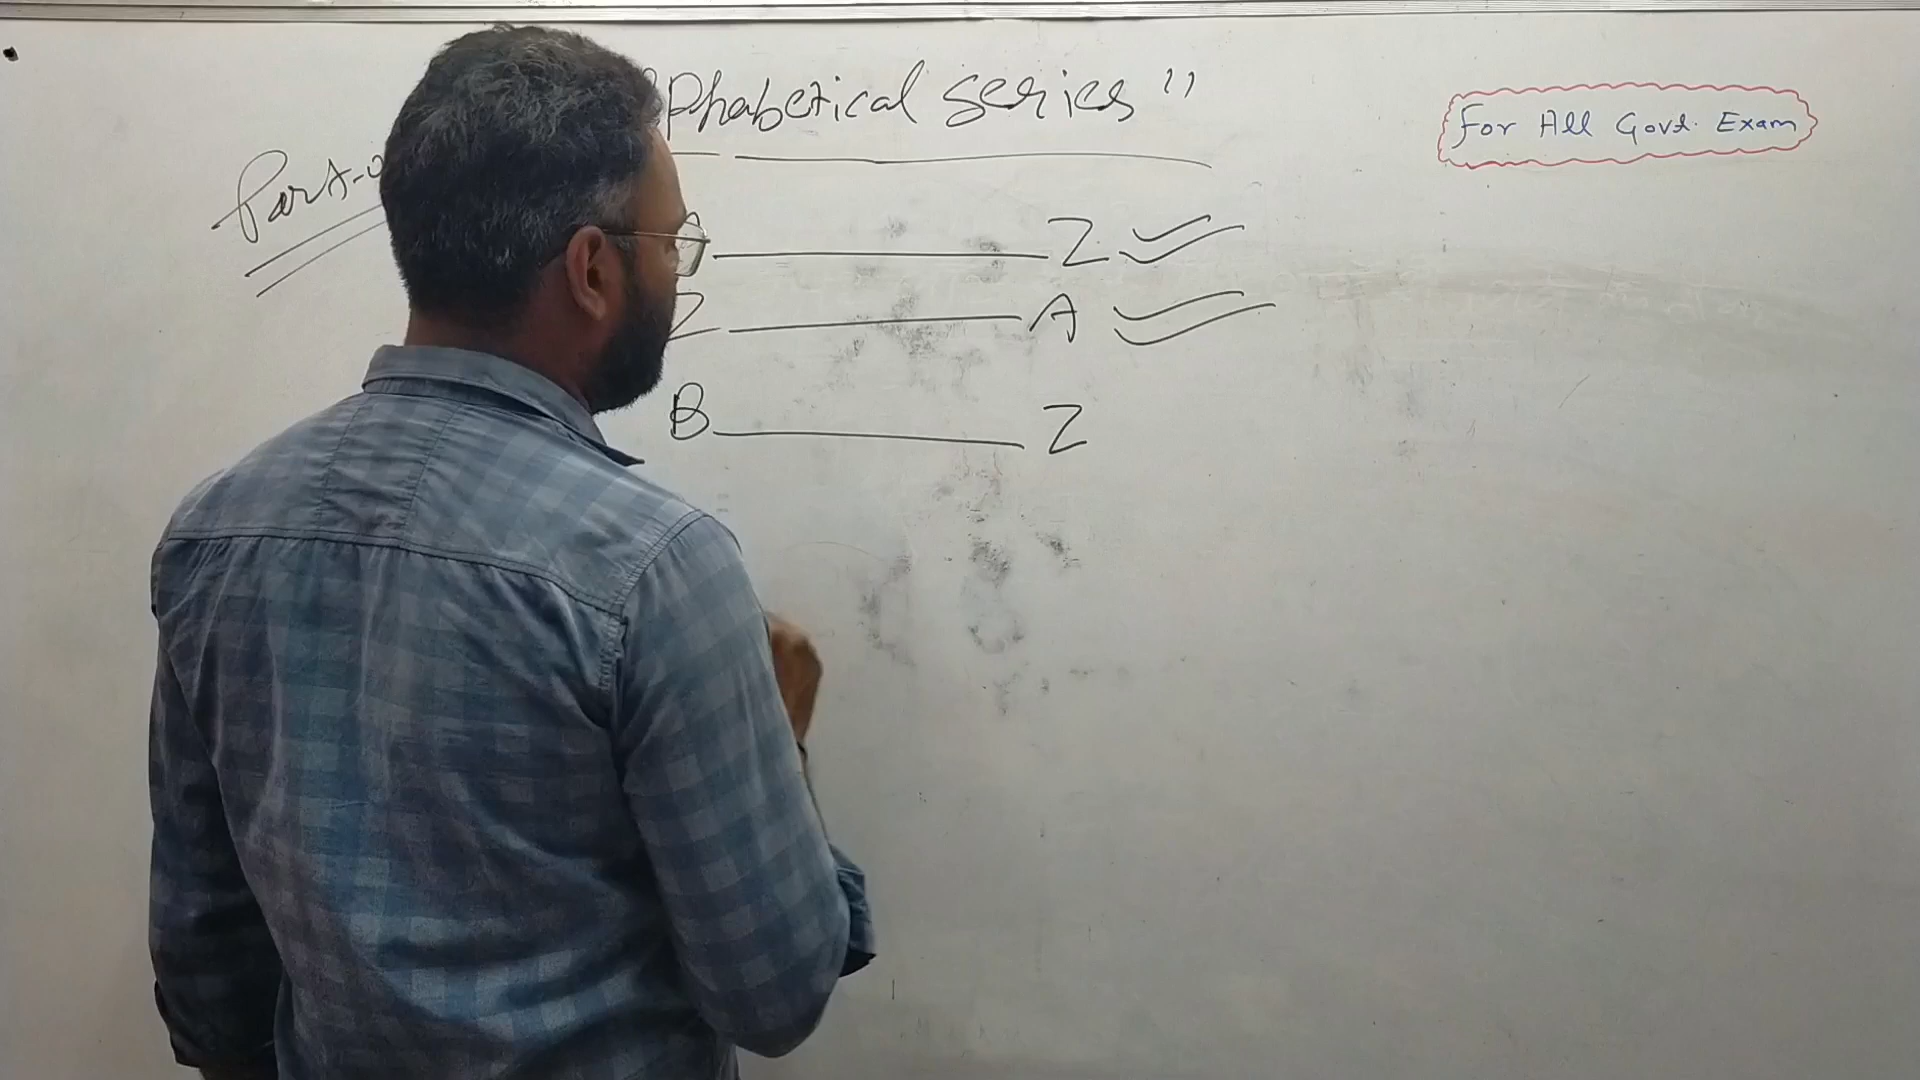 Phabetical series"
For All Govt. Exam
Part-
Z
Z A
B Z